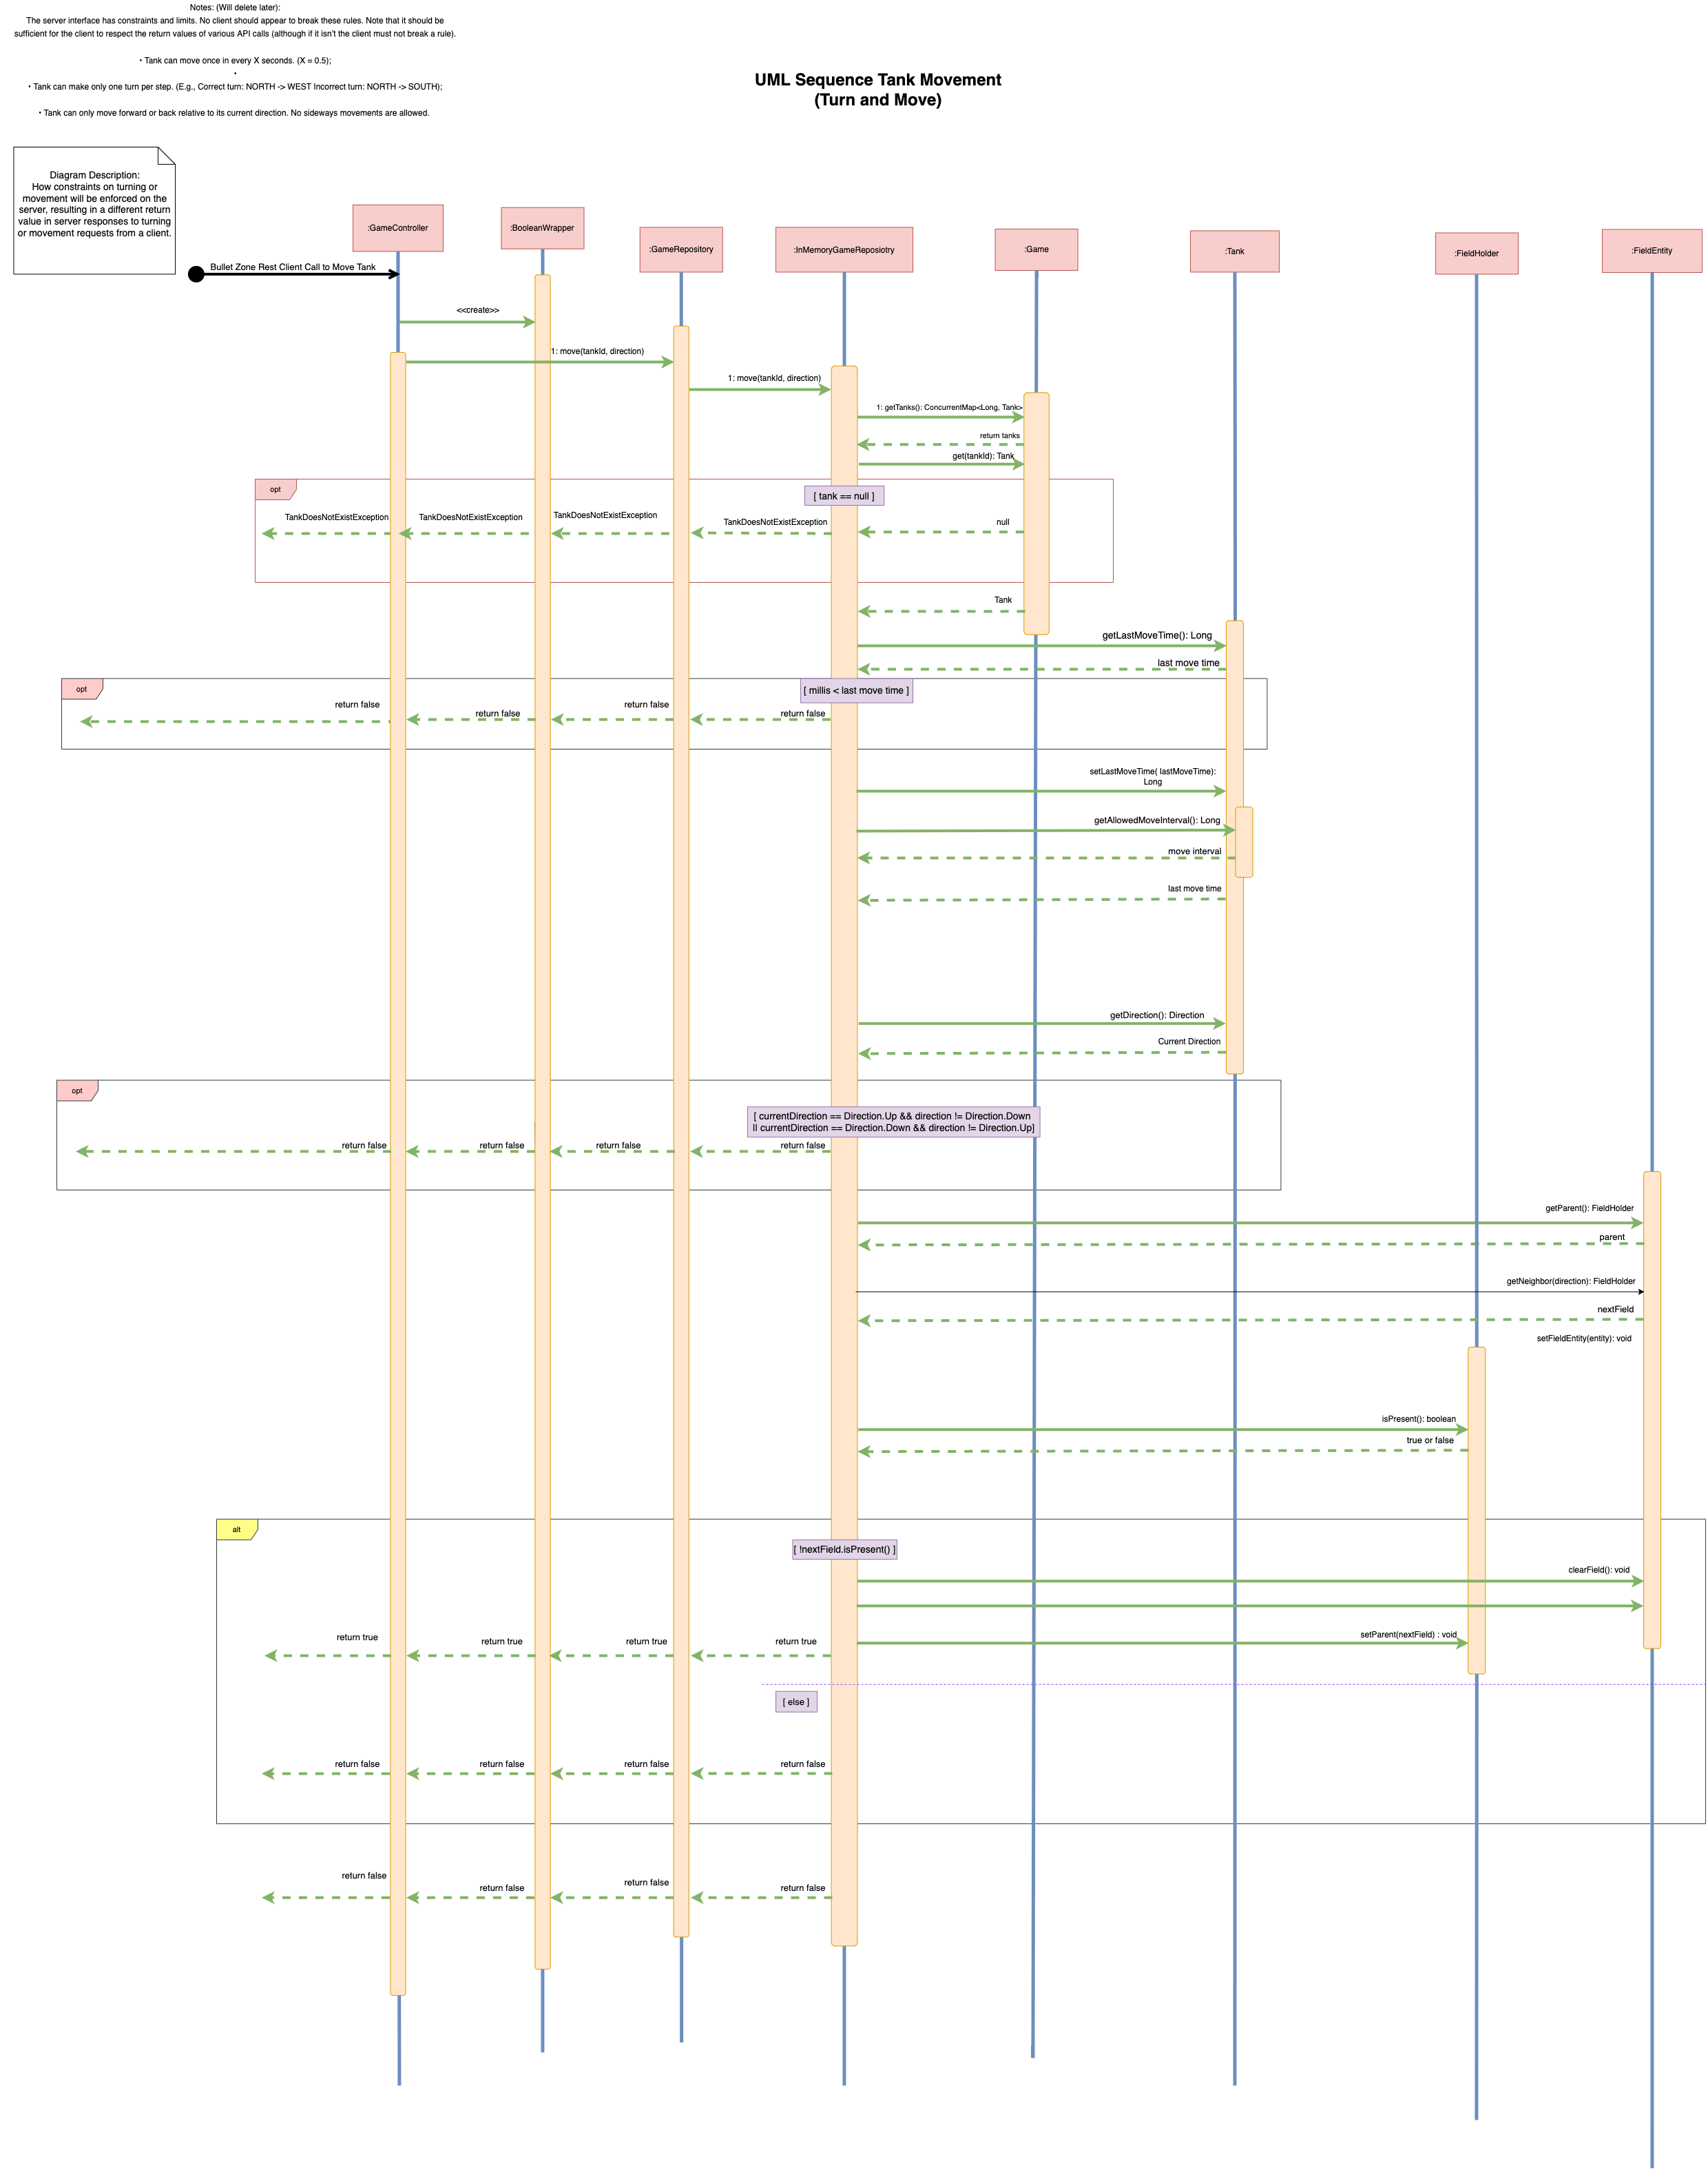 Notes: (Will delete later):
The server interface has constraints and limits. No client should appear to break these rules. Note that it should be
sufficient for the client to respect the return values of various API calls (although if it isn't the client must not break a rule).
• Tank can move once in every X seconds. (X = 0.5);
•
• Tank can make only one turn per step. (E.g., Correct turn: NORTH -> WEST Incorrect turn: NORTH -> SOUTH);
• Tank can only move forward or back relative to its current direction. No sideways movements are allowed.
UML Sequence Tank Movement
(Turn and Move)
Diagram Description:
How constraints on turning or
movement will be enforced on the
server, resulting in a different return
value in server responses to turning
or movement requests from a client.
:GameController
:BooleanWrapper
:GameRepository
:InMemoryGameReposiotry
:Game
:Tank
:FieldHolder
:FieldEntity
Bullet Zone Rest Client Call to Move Tank
<<create>>
1: move(tankId, direction)
1: move(tankId, direction)
1: getTanks(): ConcurrentMap<Long, Tank>
return tanks
get(tankId): Tank
opt
[ tank == null ]
TankDoesNotExistException
TankDoesNotExistException
TankDoesNotExistException
TankDoesNotExistException
null
Tank
getLastMoveTime(): Long
last move time
opt
[ millis < last move time ]
return false
return false
return false
return false
setLastMoveTime( lastMoveTime):
Long
getAllowedMoveInterval(): Long
move interval
last move time
getDirection(): Direction
Current Direction
opt
[ currentDirection == Direction.Up && direction != Direction.Down
|| currentDirection == Direction.Down && direction != Direction.Up]
return false
return false
return false
return false
getParent(): FieldHolder
parent
getNeighbor(direction): FieldHolder
nextField
setFieldEntity(entity): void
isPresent(): boolean
true or false
alt
[ !nextField.isPresent() ]
clearField(): void
setParent(nextField) : void
return true
return true
return true
return true
[ else ]
return false
return false
return false
return false
return false
return false
return false
return false